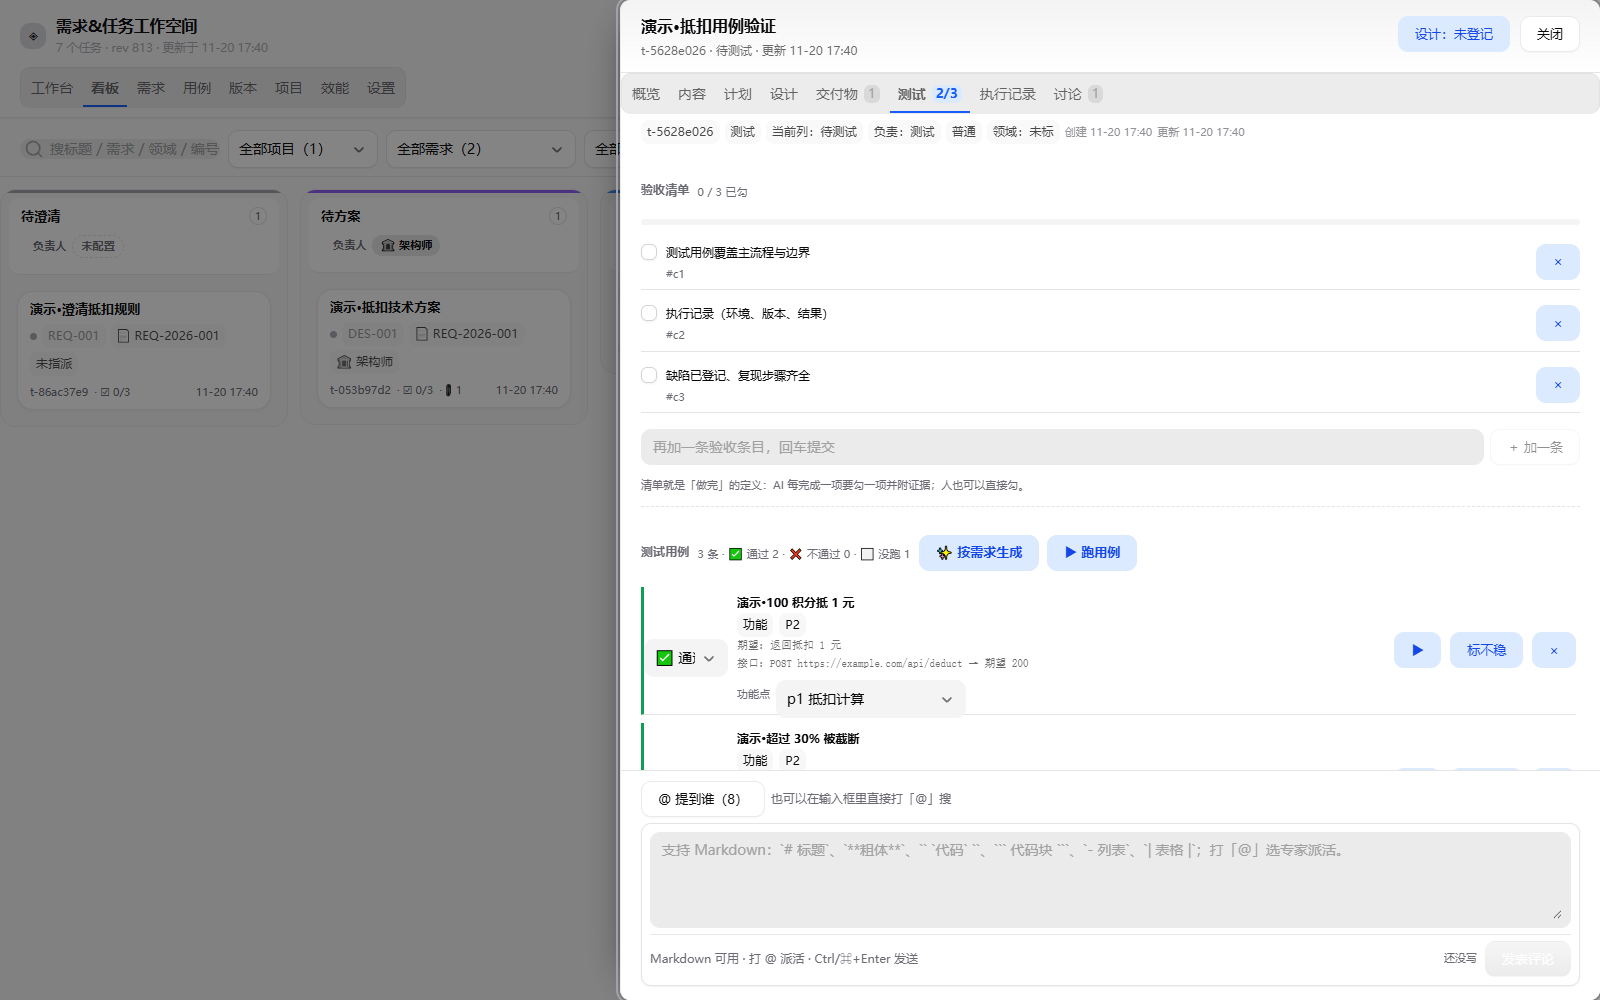 需求&任务工作空间
7 个任务 · rev 813 · 更新于 11-20 17:40
工作台 看板 需求 用例 版本 项目 效能 设置
搜标题 / 需求 / 领域 / 编号 全部项目（1） 全部需求（2） 全部
待澄清 1
负责人 未配置
演示•澄清抵扣规则
REQ-001 REQ-2026-001
未指派
t-86ac37e9 · ☑ 0/3 11-20 17:40
待方案 1
负责人 架构师
演示•抵扣技术方案
DES-001 REQ-2026-001
架构师
t-053b97d2 · ☑ 0/3 · 1 11-20 17:40
演示•抵扣用例验证
t-5628e026 · 待测试 · 更新 11-20 17:40
设计：未登记 关闭
概览 内容 计划 设计 交付物 1 测试 2/3 执行记录 讨论 1
t-5628e026 测试 当前列：待测试 负责：测试 普通 领域：未标 创建 11-20 17:40 更新 11-20 17:40
验收清单 0 / 3 已勾
测试用例覆盖主流程与边界
#c1
×
执行记录（环境、版本、结果）
#c2
×
缺陷已登记、复现步骤齐全
#c3
×
再加一条验收条目，回车提交 + 加一条
清单就是「做完」的定义：AI 每完成一项要勾一项并附证据；人也可以直接勾。
测试用例 3 条 · ✅ 通过 2 · ❌ 不通过 0 · ⬜ 没跑 1 ✨ 按需求生成 ▶ 跑用例
演示•100 积分抵 1 元
功能 P2
期望：返回抵扣 1 元
接口：POST https://example.com/api/deduct → 期望 200
✅ 通过 ▶ 标不稳 ×
功能点 p1 抵扣计算
演示•超过 30% 被截断
功能 P2
@ 提到谁（8） 也可以在输入框里直接打「@」搜
支持 Markdown：`# 标题`、`**粗体**`、`` `代码` ``、``` 代码块 ```、`- 列表`、`| 表格 |`；打「@」选专家派活。
Markdown 可用 · 打 @ 派活 · Ctrl/⌘+Enter 发送 还没写 发表评论